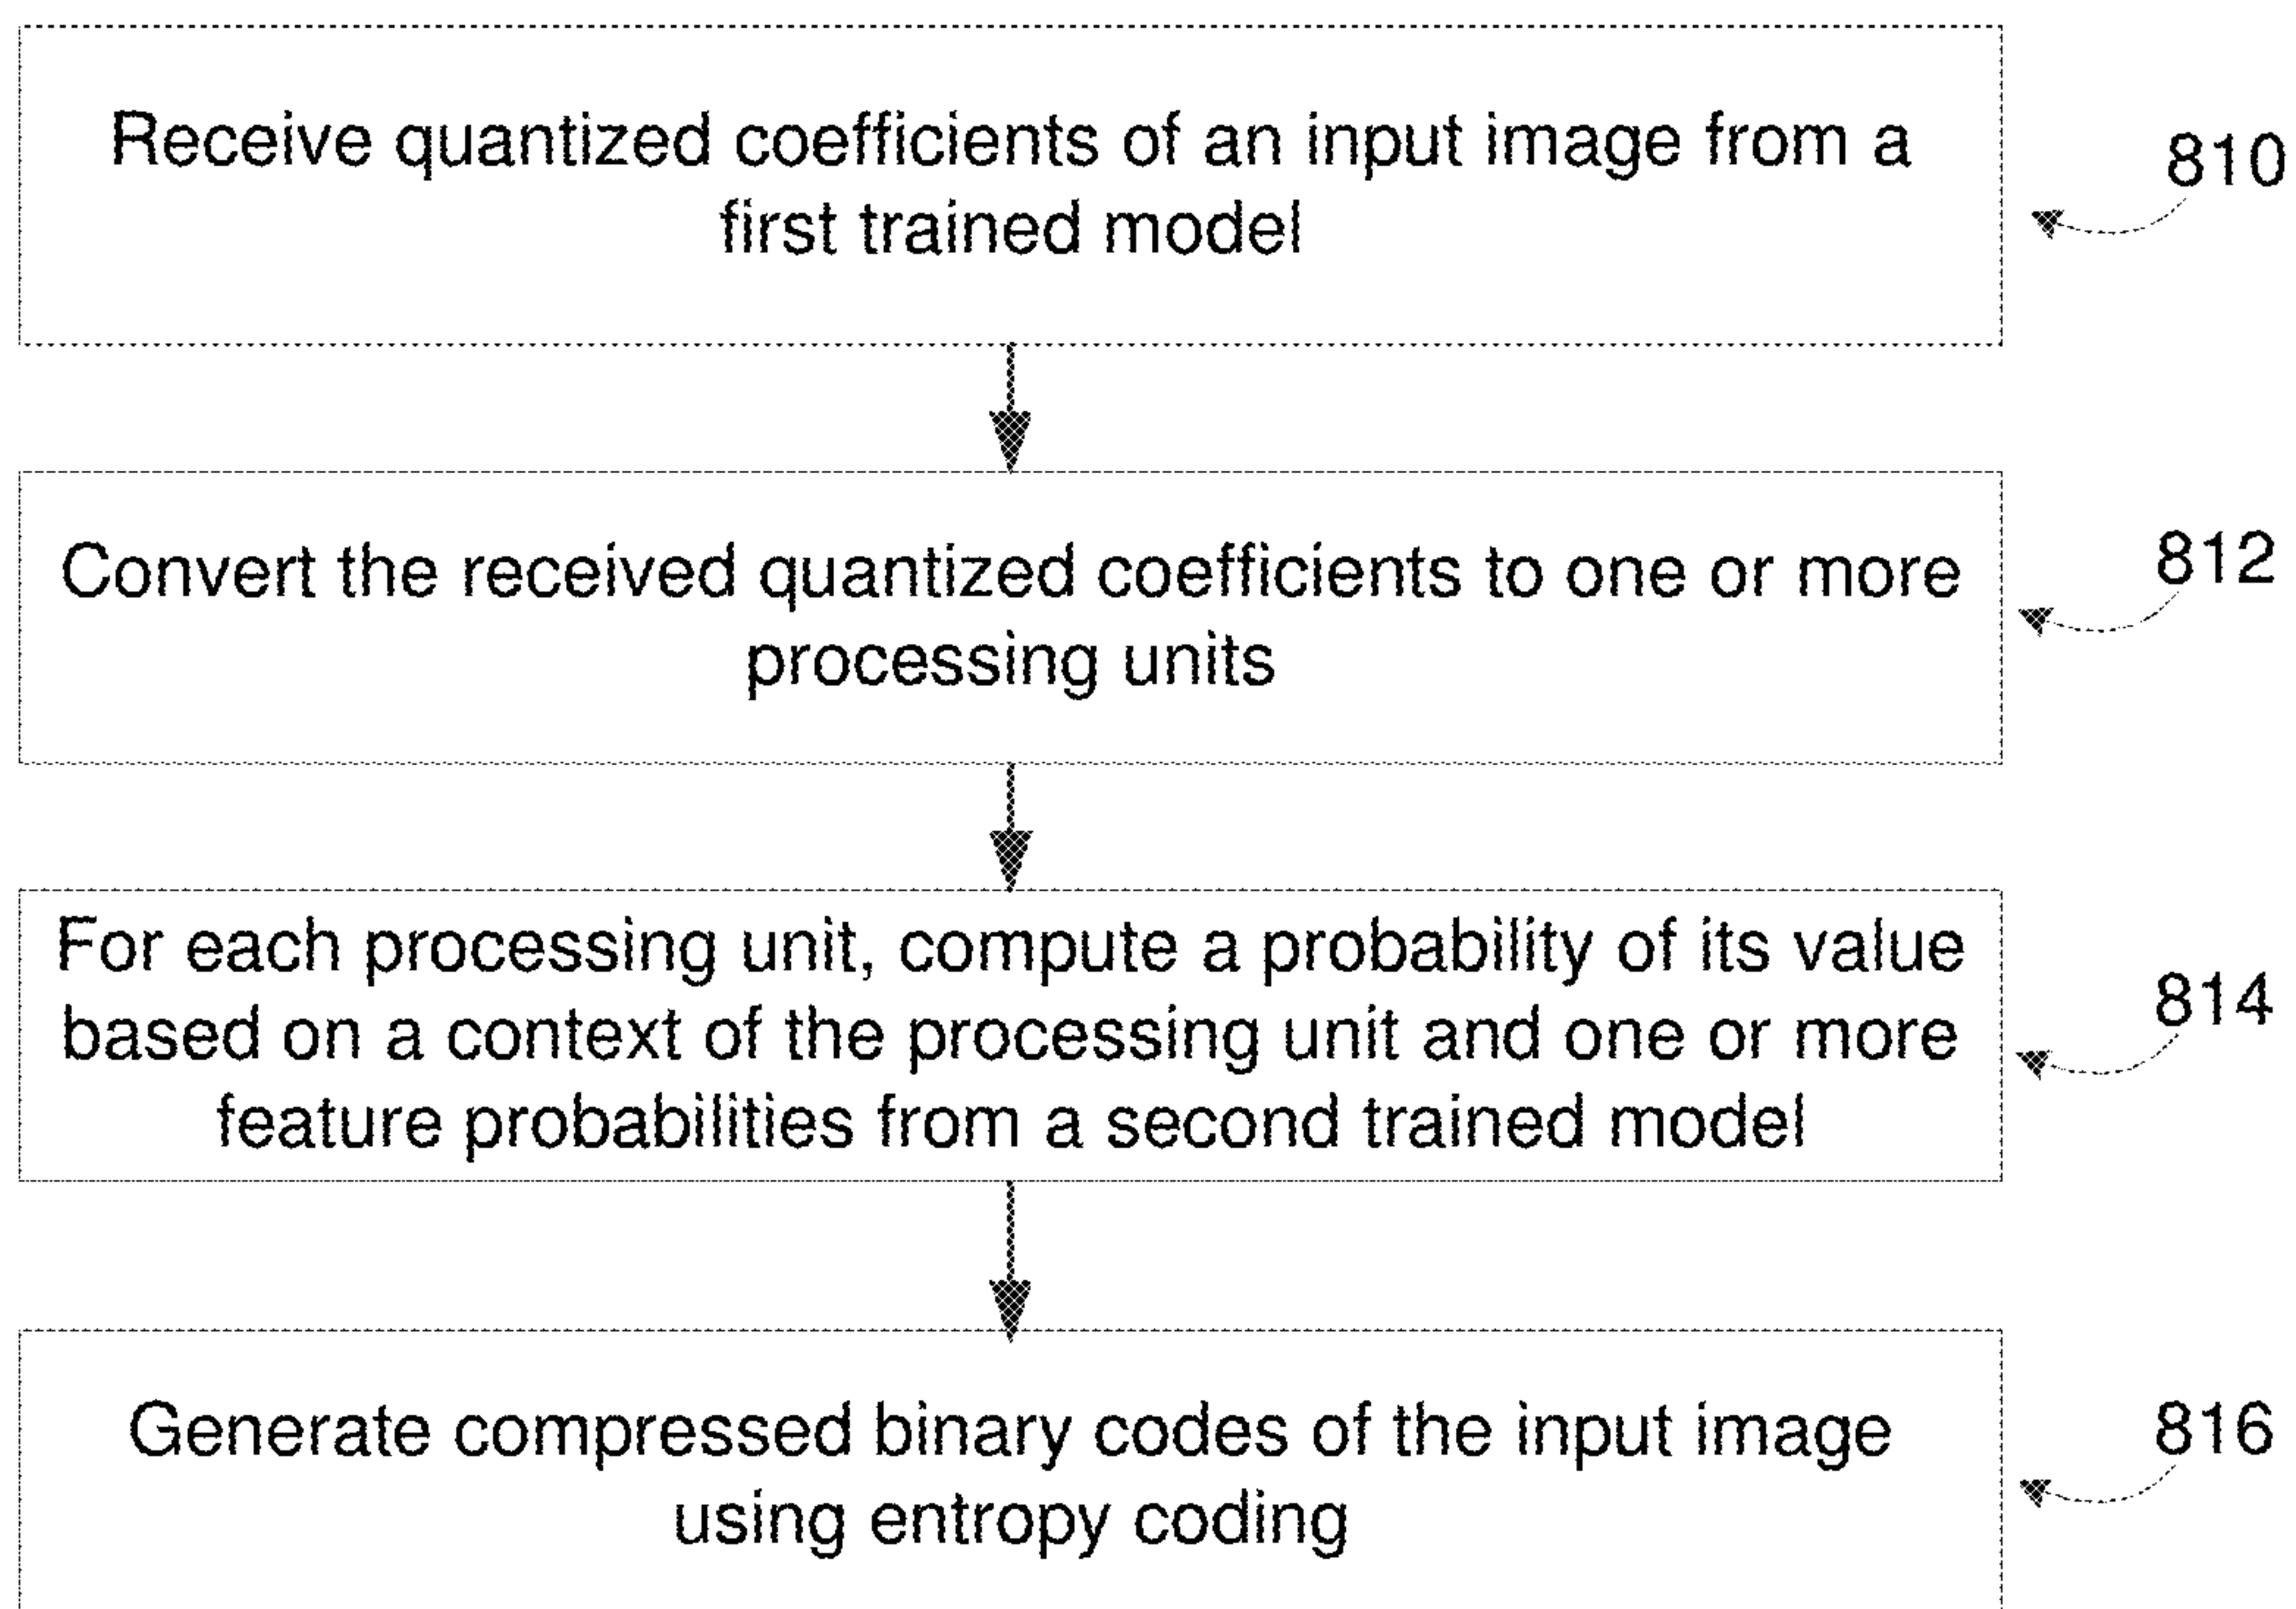 Receive quantized coefficients of an input image from a
first trained model
810
Convert the received quantized coefficients to one or more
processing units
812
For each processing unit, compute a probability of its value
based on a context of the processing unit and one or more
feature probabilities from a second trained model
814
Generate compressed binary codes of the input image
using entropy coding
816